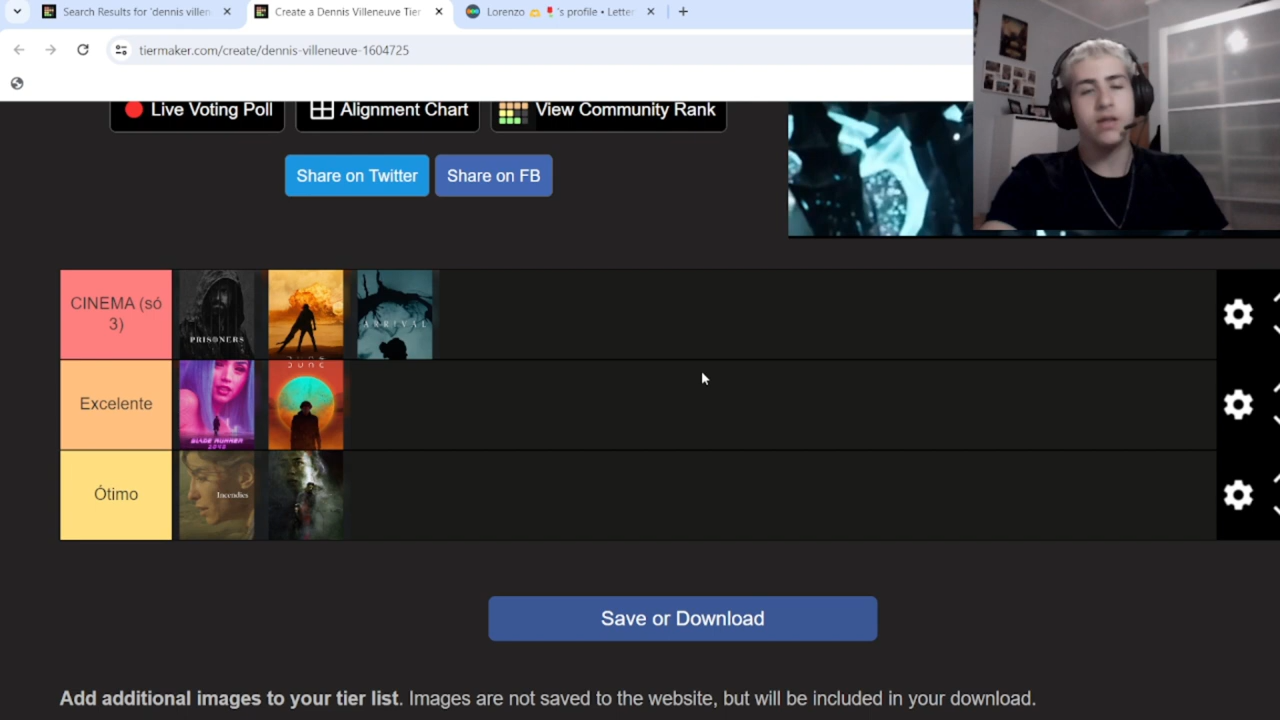 Search Results for 'dennis villen
Create a Dennis Villeneuve Tier
Lorenzo 🫶🌹's profile • Letter
tiermaker.com/create/dennis-villeneuve-1604725
Live Voting Poll
Alignment Chart
View Community Rank
Share on Twitter
Share on FB
CINEMA (só
3)
PRISONERS
ARRIVAL
Excelente
BLADE RUNNER
2049
DUNE
Ótimo
Incendies
Save or Download
Add additional images to your tier list. Images are not saved to the website, but will be included in your download.